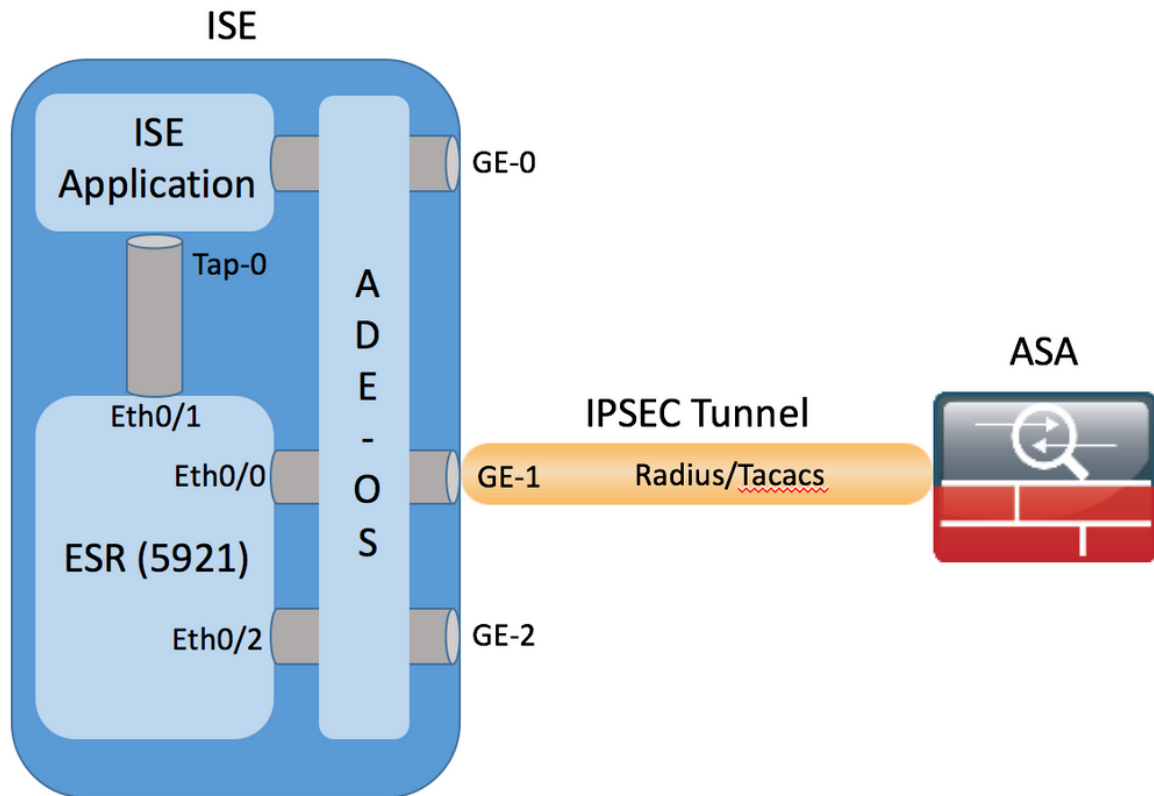 ISE
ISE
Application
GE-0
Tap-0
A
D
E
-
O
S
ASA
Eth0/1
IPSEC Tunnel
Eth0/0
GE-1
Radius/Tacacs
ESR (5921)
Eth0/2
GE-2